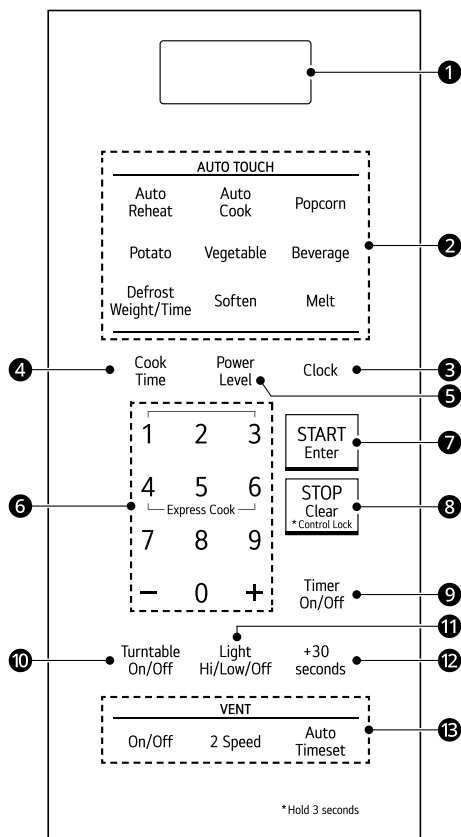 1
AUTO TOUCH
Auto Reheat
Auto Cook
Popcorn
2
Potato
Vegetable
Beverage
Defrost Weight/Time
Soften
Melt
4
Cook Time
Power Level
Clock
3
5
1 2 3
START
Enter
7
4 5 6
Express Cook
6
STOP
Clear
* Control Lock
8
7 8 9
− 0 +
Timer On/Off
9
11
10
Turntable On/Off
Light Hi/Low/Off
+30 seconds
12
VENT
On/Off
2 Speed
Auto Timeset
13
* Hold 3 seconds